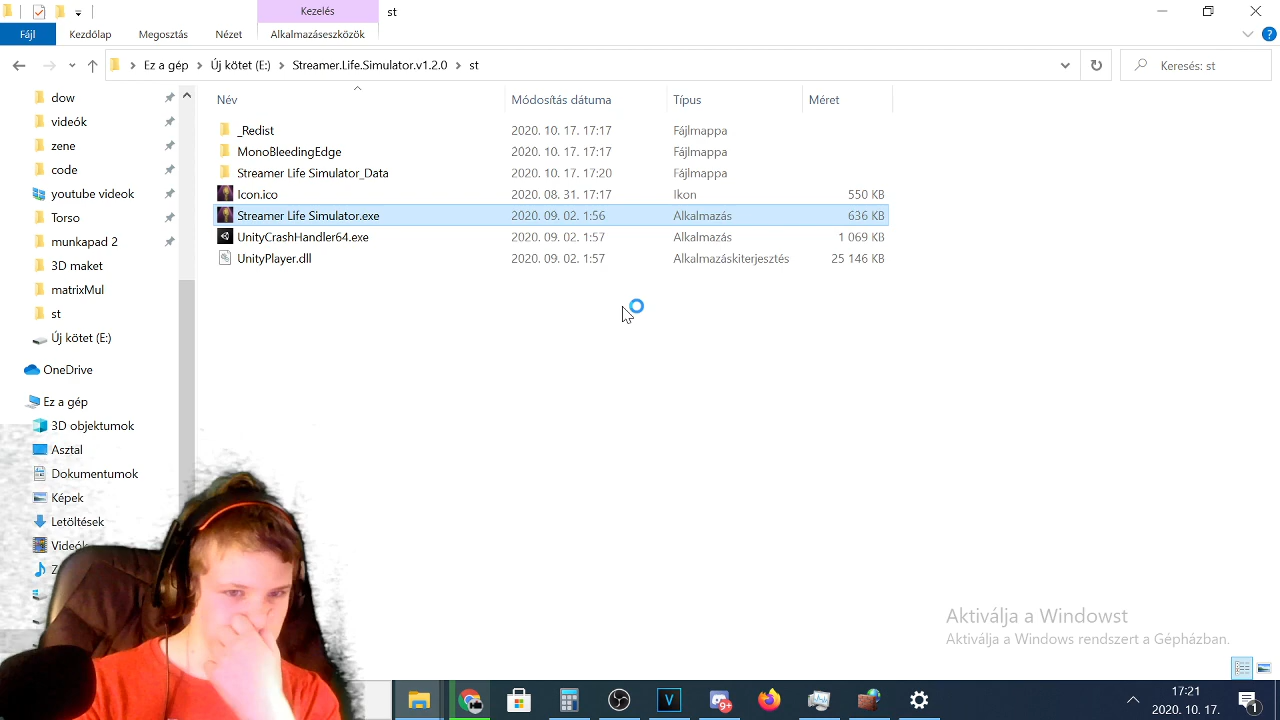 Kezelés
st
Fájl
Kezdőlap
Megosztás
Nézet
Alkalmazáseszközök
?
Ez a gép
Új kötet (E:)
Streamer.Life.Simulator.v1.2.0
st
Keresés: st
Név
Módosítás dátuma
Típus
Méret
_Redist 2020. 10. 17. 17:17 Fájlmappa
MonoBleedingEdge 2020. 10. 17. 17:17 Fájlmappa
Streamer Life Simulator_Data 2020. 10. 17. 17:20 Fájlmappa
Icon.ico 2020. 08. 31. 17:17 Ikon 550 KB
Streamer Life Simulator.exe 2020. 09. 02. 1:56 Alkalmazás 636 KB
UnityCrashHandler64.exe 2020. 09. 02. 1:57 Alkalmazás 1 069 KB
UnityPlayer.dll 2020. 09. 02. 1:57 Alkalmazáskiterjesztés 25 146 KB
dow
videók
zene
code
youtube videok
Torso
munkapad 2
3D maket
matrixMul
st
Új kötet (E:)
OneDrive
Ez a gép
3D objektumok
Asztal
Dokumentumok
Képek
Letöltések
Aktiválja a Windowst
Aktiválja a Windows rendszert a Gépházban.
V
9+
17:21
2020. 10. 17.
1